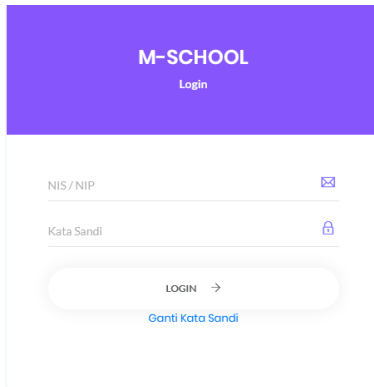 M-SCHOOL
Login
NIS / NIP
Kata Sandi
LOGIN
Ganti Kata Sandi